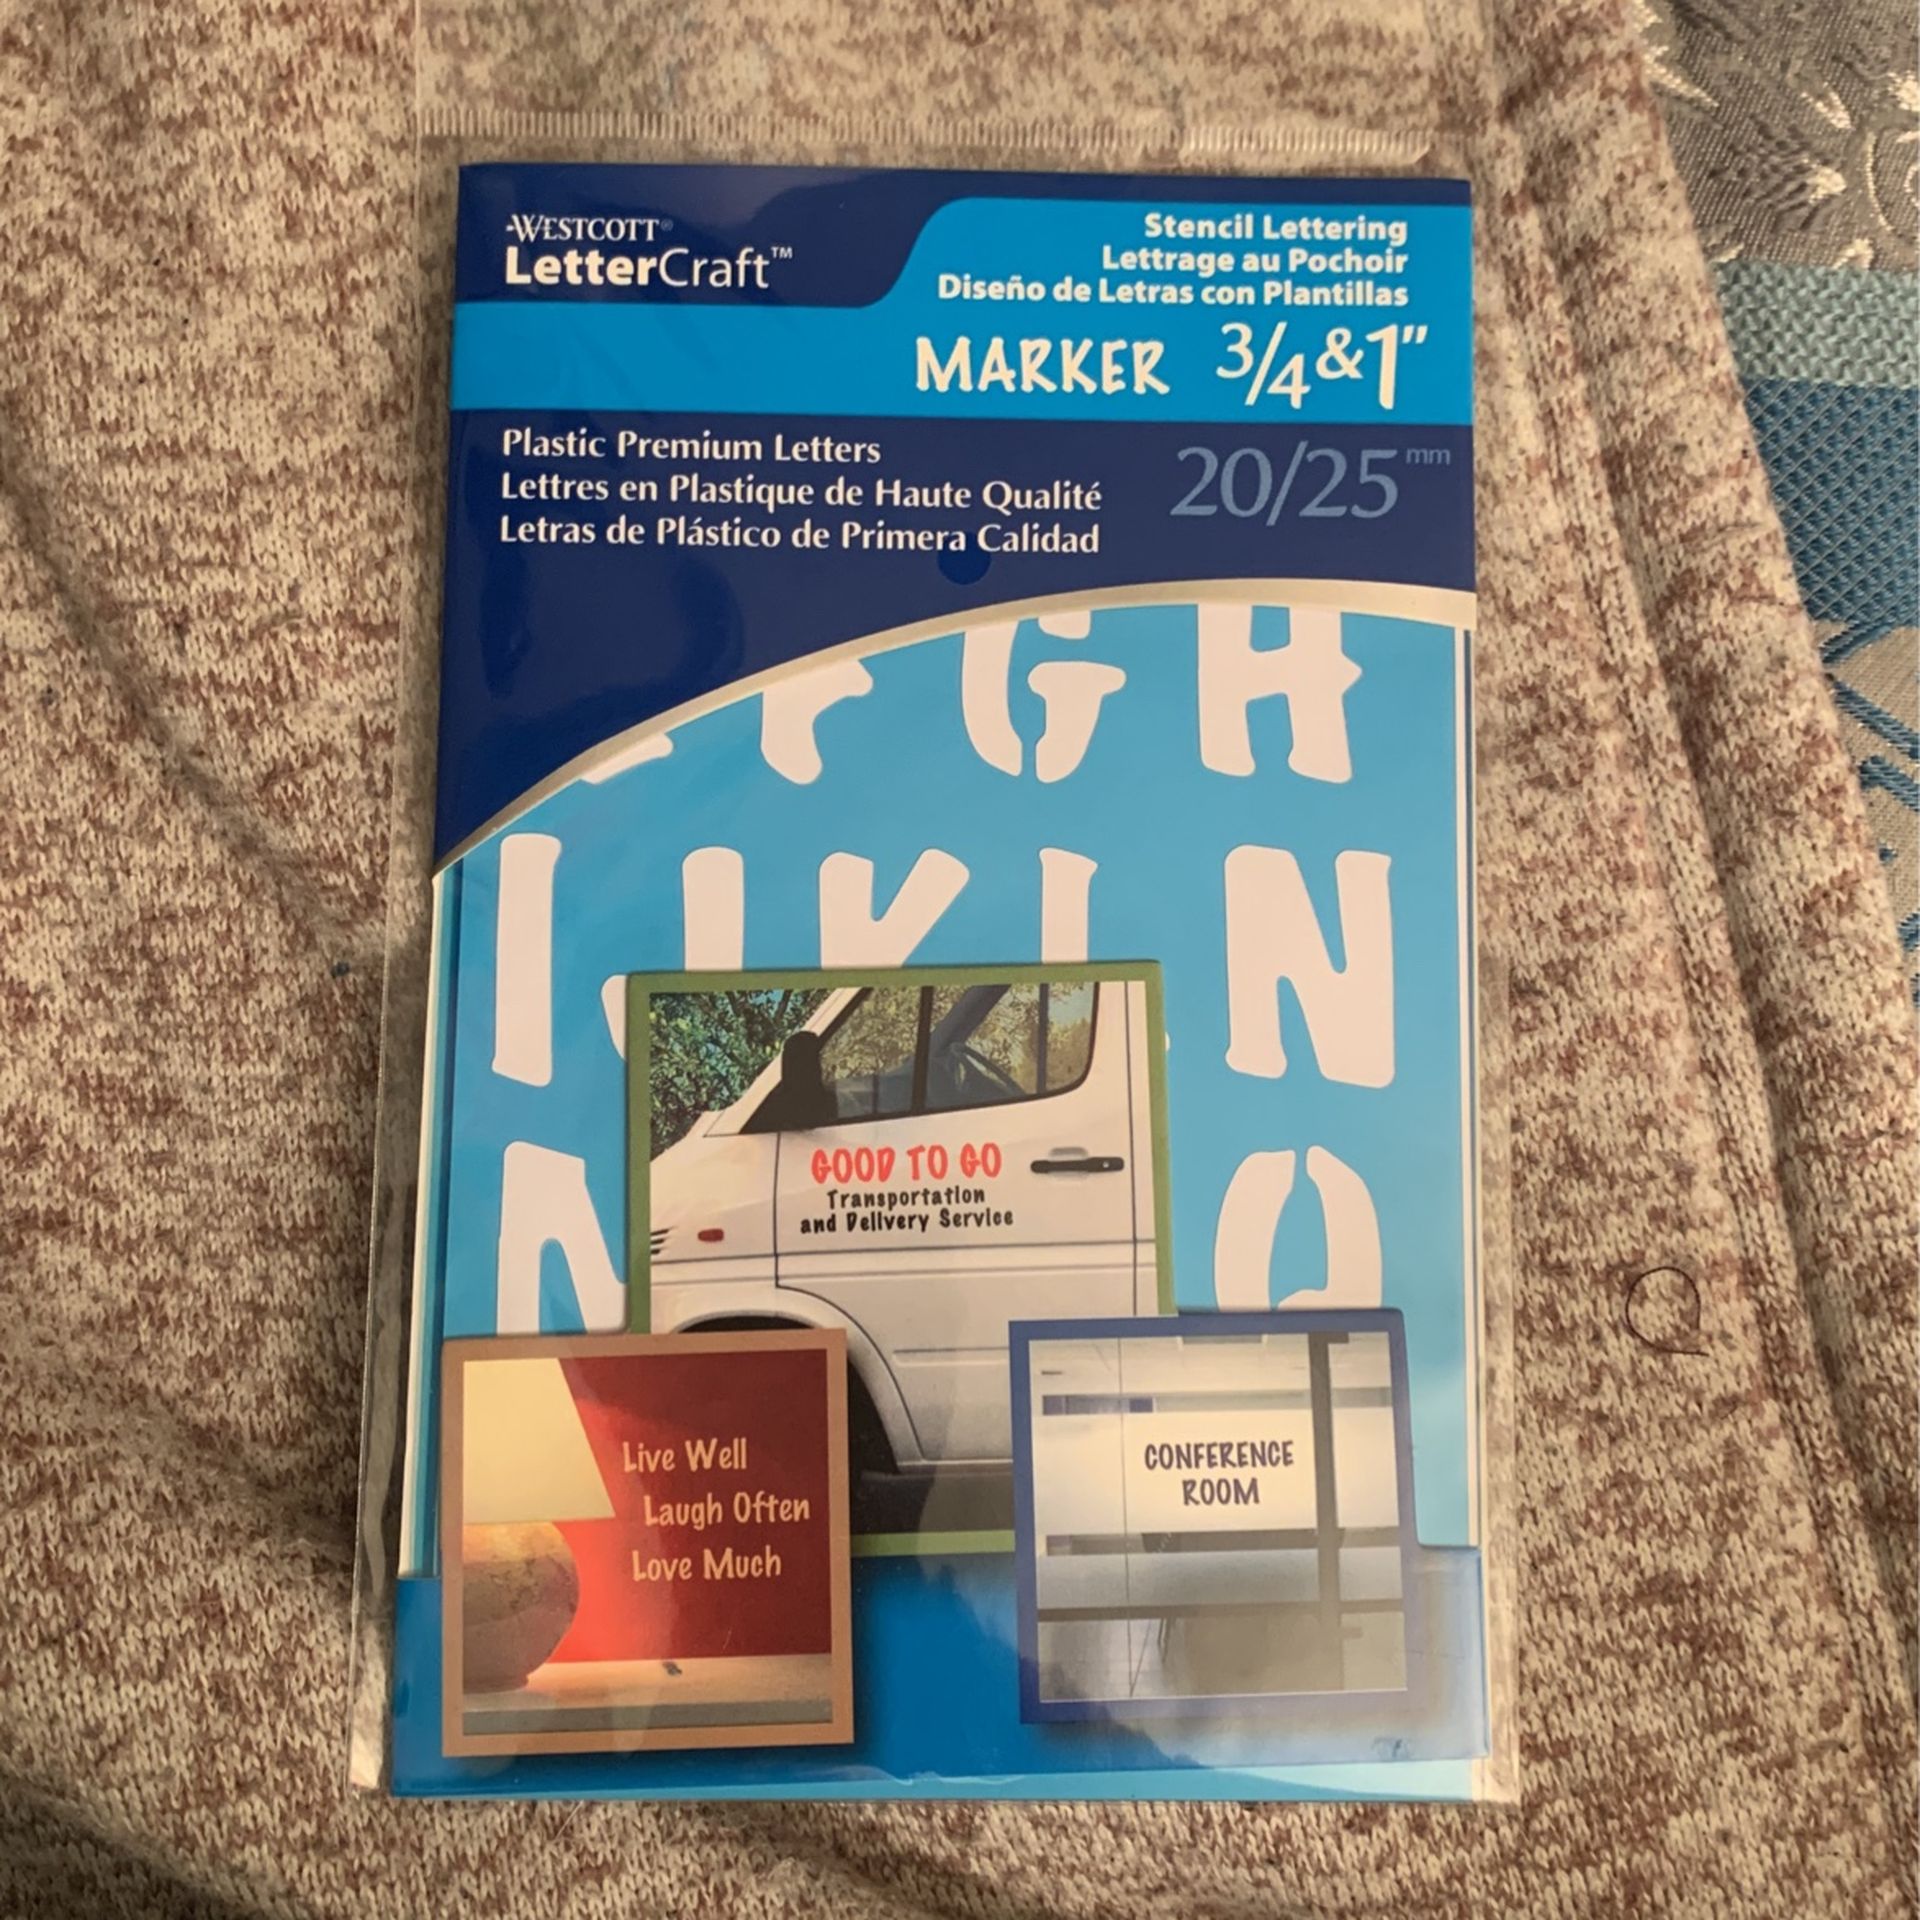 WESTCOTT®
LetterCraft™
Stencil Lettering
Lettrage au Pochoir
Diseño de Letras con Plantillas
MARKER 3/4&1"
Plastic Premium Letters
Lettres en Plastique de Haute Qualité
Letras de Plástico de Primera Calidad
20/25 mm
G H
I J K L N
N O
GOOD TO GO
Transportation
and Delivery Service
Live Well
Laugh Often
Love Much
CONFERENCE
ROOM